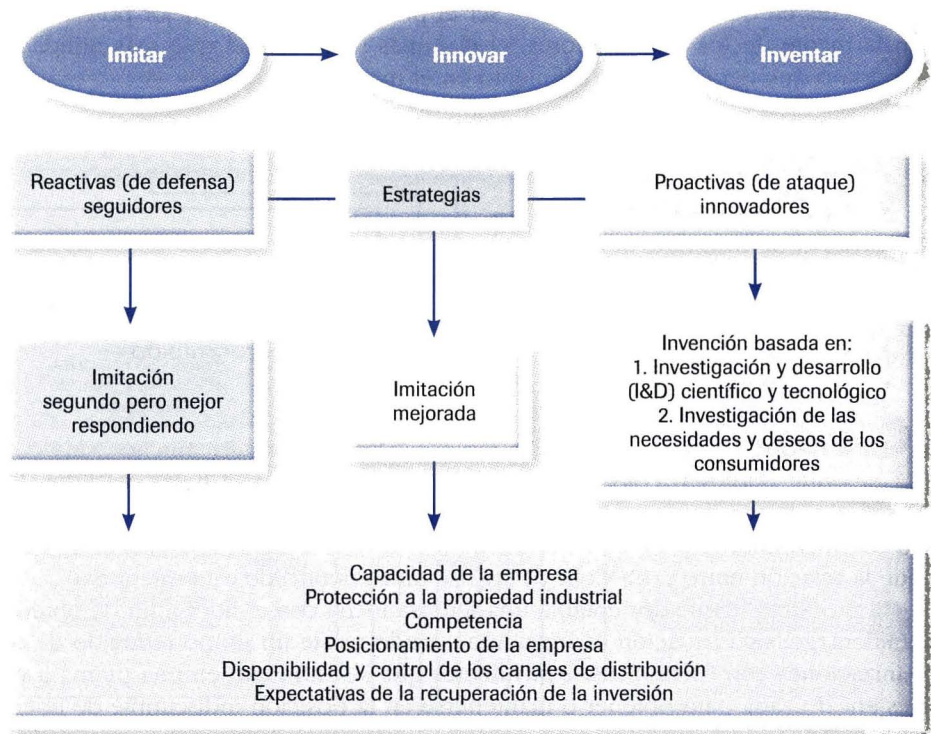 Imitar
Innovar
Inventar
Reactivas (de defensa)
seguidores
Estrategias
Proactivas (de ataque)
innovadores
Imitación
segundo pero mejor
respondiendo
Imitación
mejorada
Invención basada en:
1. Investigación y desarrollo
(I&D) científico y tecnológico
2. Investigación de las
necesidades y deseos de los
consumidores
Capacidad de la empresa
Protección a la propiedad industrial
Competencia
Posicionamiento de la empresa
Disponibilidad y control de los canales de distribución
Expectativas de la recuperación de la inversión